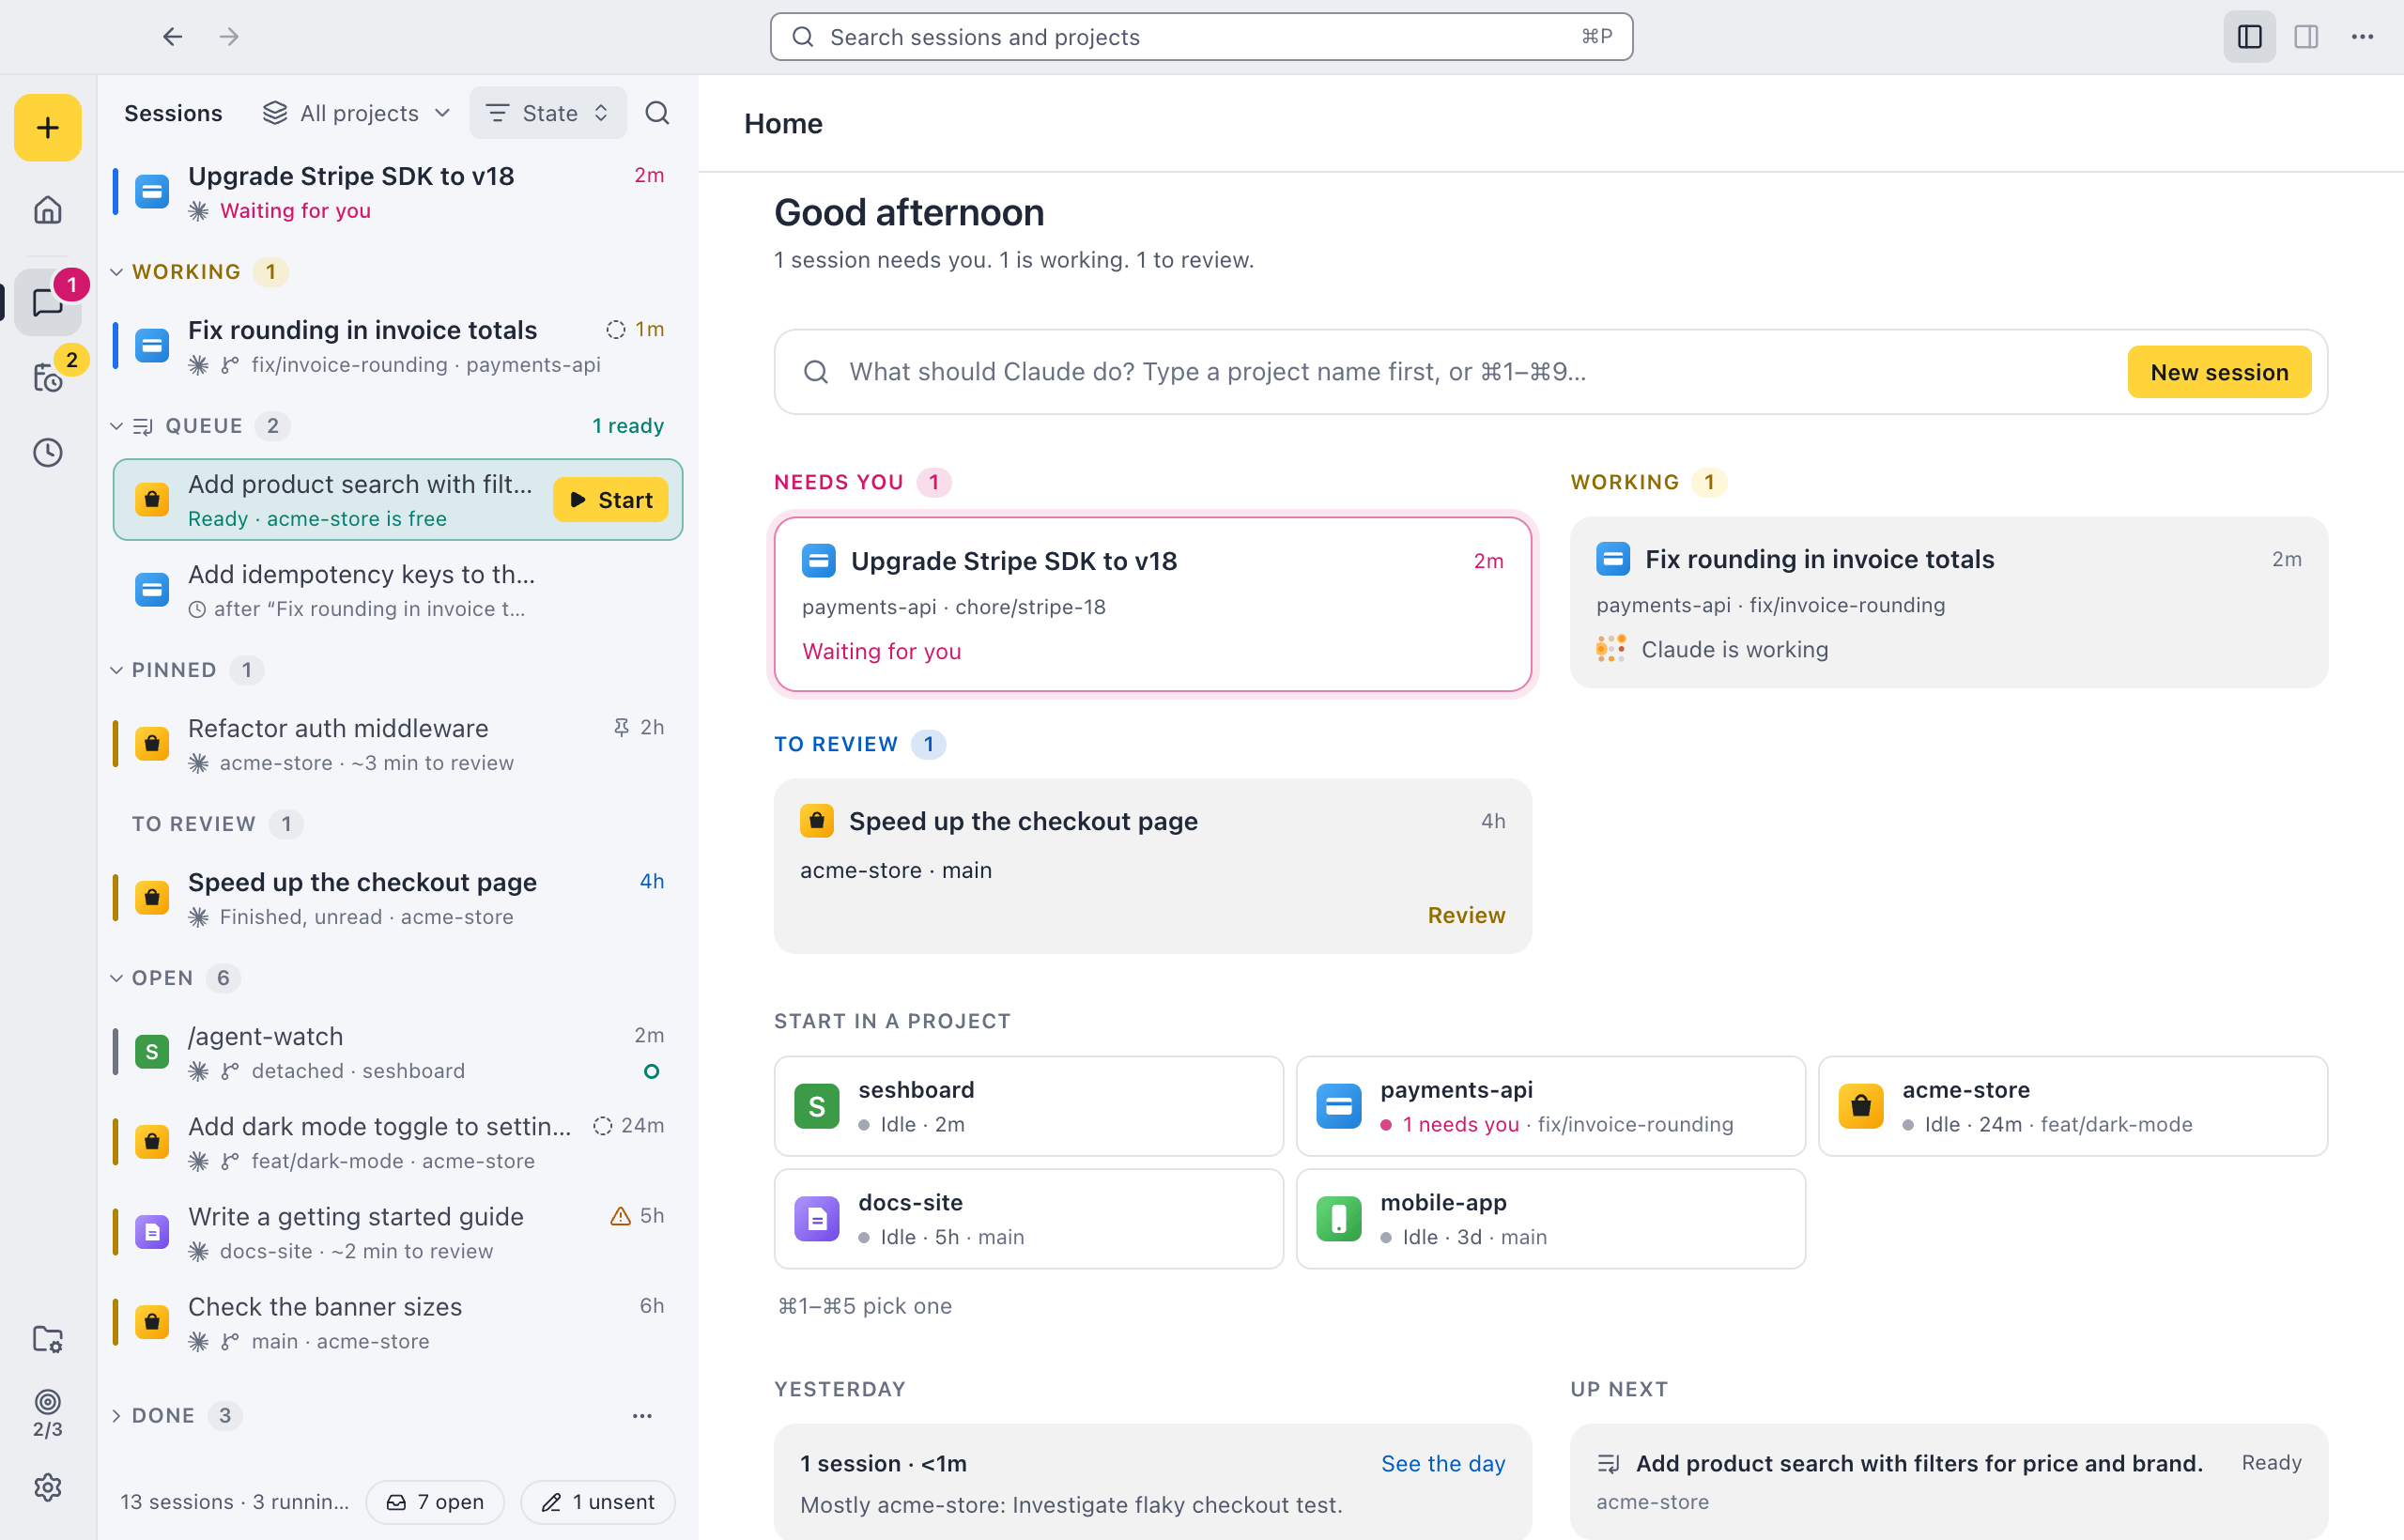 Search sessions and projects ⌘P
Sessions All projects State
Upgrade Stripe SDK to v18 2m
Waiting for you
WORKING 1
Fix rounding in invoice totals 1m
fix/invoice-rounding · payments-api
QUEUE 2 1 ready
Add product search with filt... Start
Ready · acme-store is free
Add idempotency keys to th...
after “Fix rounding in invoice t...
PINNED 1
Refactor auth middleware 2h
acme-store · ~3 min to review
TO REVIEW 1
Speed up the checkout page 4h
Finished, unread · acme-store
OPEN 6
S /agent-watch 2m
detached · seshboard
Add dark mode toggle to settin... 24m
feat/dark-mode · acme-store
Write a getting started guide 5h
docs-site · ~2 min to review
Check the banner sizes 6h
main · acme-store
DONE 3
13 sessions · 3 runnin... 7 open 1 unsent
1
2
2/3
Home
Good afternoon
1 session needs you. 1 is working. 1 to review.
What should Claude do? Type a project name first, or ⌘1–⌘9... New session
NEEDS YOU 1
Upgrade Stripe SDK to v18 2m
payments-api · chore/stripe-18
Waiting for you
WORKING 1
Fix rounding in invoice totals 2m
payments-api · fix/invoice-rounding
Claude is working
TO REVIEW 1
Speed up the checkout page 4h
acme-store · main
Review
START IN A PROJECT
S seshboard
Idle · 2m
payments-api
1 needs you · fix/invoice-rounding
acme-store
Idle · 24m · feat/dark-mode
docs-site
Idle · 5h · main
mobile-app
Idle · 3d · main
⌘1–⌘5 pick one
YESTERDAY
1 session · <1m See the day
Mostly acme-store: Investigate flaky checkout test.
UP NEXT
Add product search with filters for price and brand. Ready
acme-store